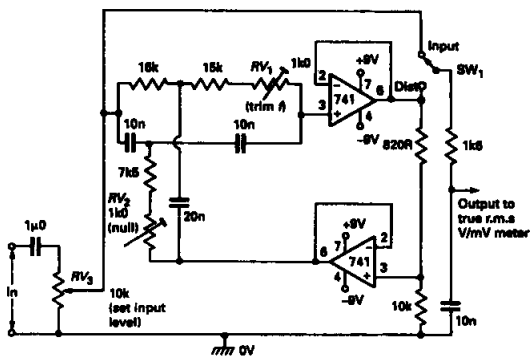 Input
16k
15k
RV1
1k0
(trim f)
+9V
2
7
6
741
3
4
-9V
Dist
SW1
10n
10n
820R
1k5
7k5
RV2
1k0
(null)
20n
Output to
true r.m.s
V/mV meter
+9V
6
7
2
741
4
3
-9V
1µ0
RV3
In
10k
(set input
level)
10k
10n
0V